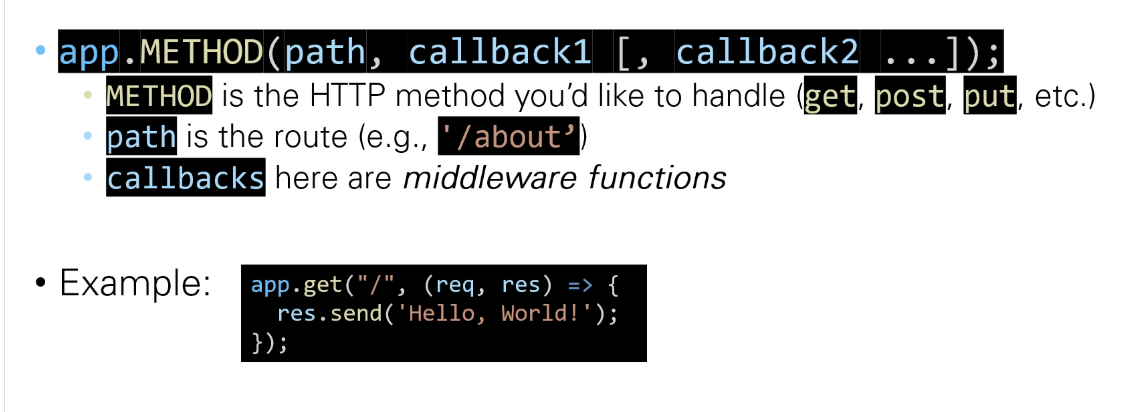 • app.METHOD(path, callback1 [, callback2 ...]);
• METHOD is the HTTP method you’d like to handle (get, post, put, etc.)
• path is the route (e.g., '/about’)
• callbacks here are middleware functions
• Example:
app.get("/", (req, res) => {
  res.send('Hello, World!');
});